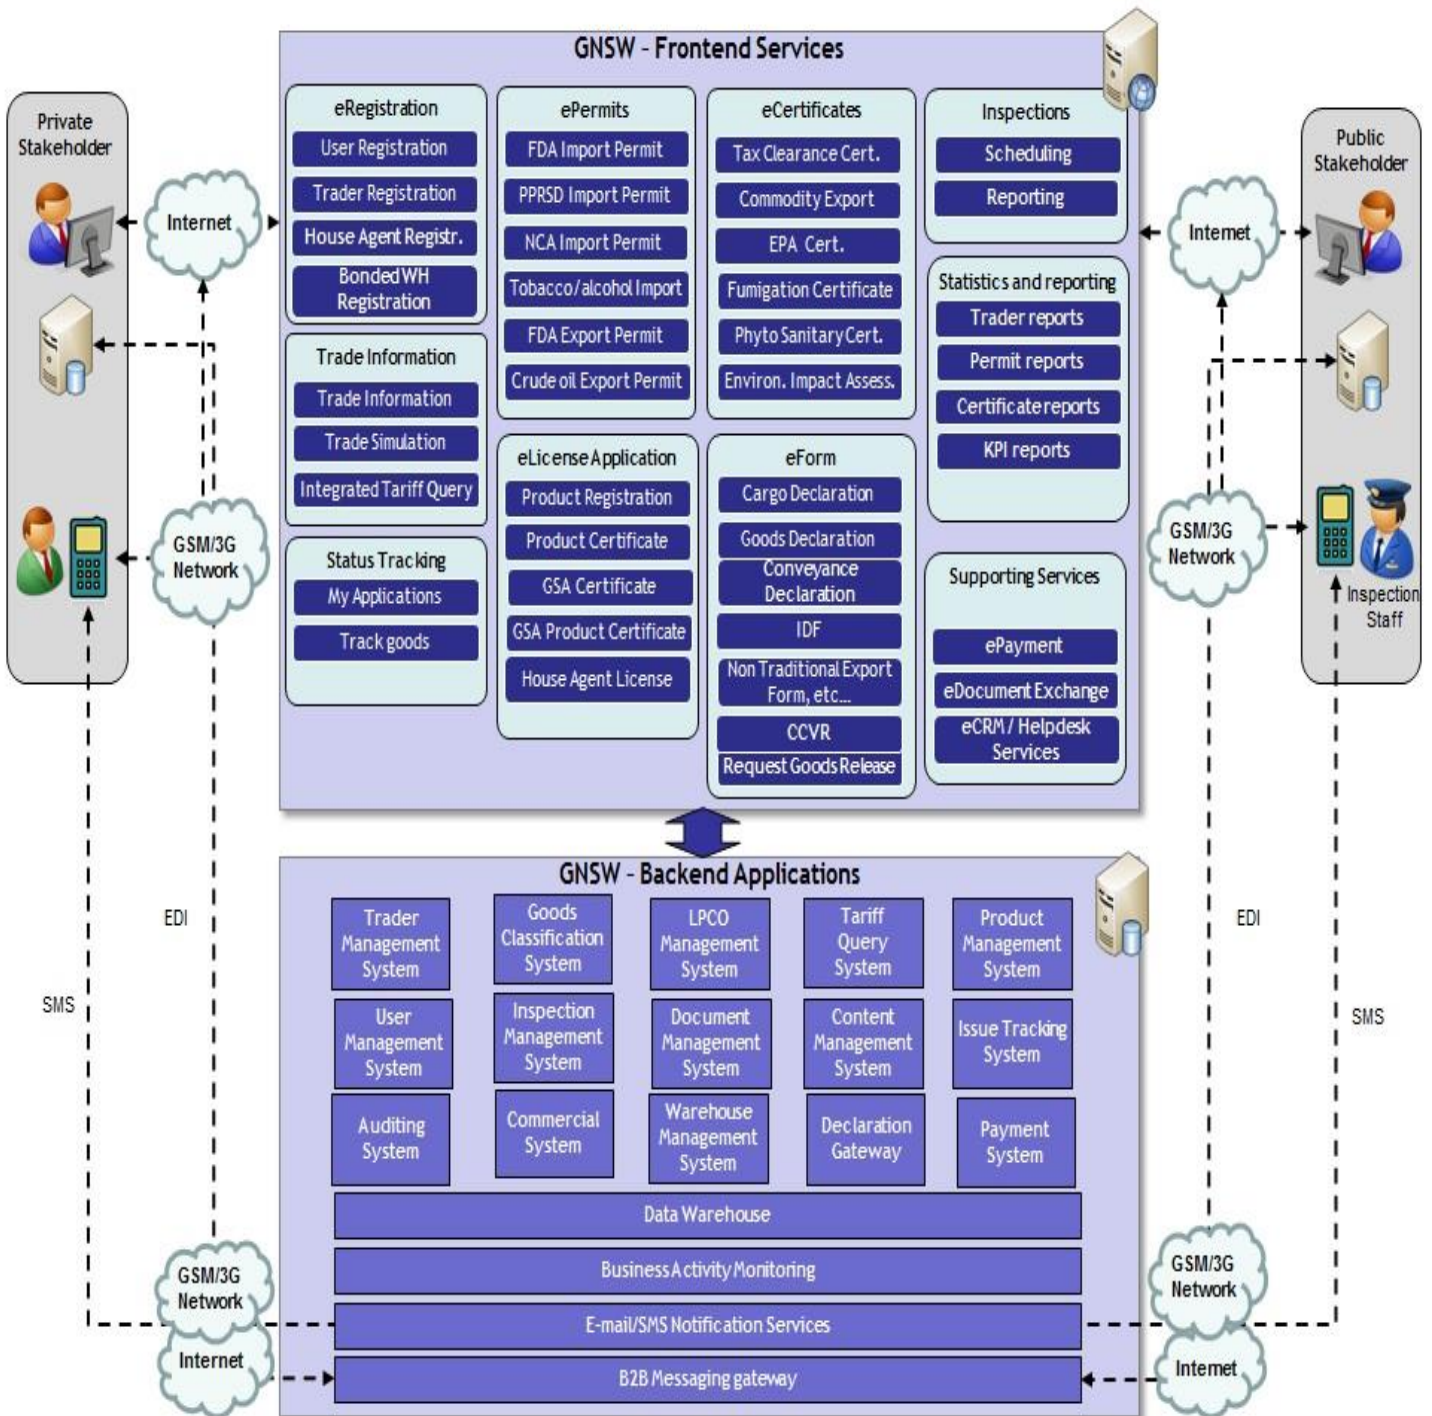 GNSW - Frontend Services
Private
Stakeholder
Internet
GSM/3G
Network
eRegistration
User Registration
Trader Registration
House Agent Registr.
Bonded WH
Registration
Trade Information
Trade Information
Trade Simulation
Integrated Tariff Query
Status Tracking
My Applications
Track goods
ePermits
FDA Import Permit
PPRSD Import Permit
NCA Import Permit
Tobacco/alcohol Import
FDA Export Permit
Crude oil Export Permit
eLicense Application
Product Registration
Product Certificate
GSA Certificate
GSA Product Certificate
House Agent License
eCertificates
Tax Clearance Cert.
Commodity Export
EPA Cert.
Fumigation Certificate
Phyto Sanitary Cert.
Environ. Impact Assess.
eForm
Cargo Declaration
Goods Declaration
Conveyance
Declaration
IDF
Non Traditional Export
Form, etc...
CCVR
Request Goods Release
Inspections
Scheduling
Reporting
Statistics and reporting
Trader reports
Permit reports
Certificate reports
KPI reports
Supporting Services
ePayment
eDocument Exchange
eCRM / Helpdesk
Services
Public
Stakeholder
Internet
GSM/3G
Network
Inspection
Staff
GNSW - Backend Applications
Trader
Management
System
Goods
Classification
System
LPCO
Management
System
Tariff
Query
System
Product
Management
System
User
Management
System
Inspection
Management
System
Document
Management
System
Content
Management
System
Issue Tracking
System
Auditing
System
Commercial
System
Warehouse
Management
System
Declaration
Gateway
Payment
System
Data Warehouse
Business Activity Monitoring
E-mail/SMS Notification Services
B2B Messaging gateway
EDI
SMS
GSM/3G
Network
Internet
EDI
SMS
GSM/3G
Network
Internet